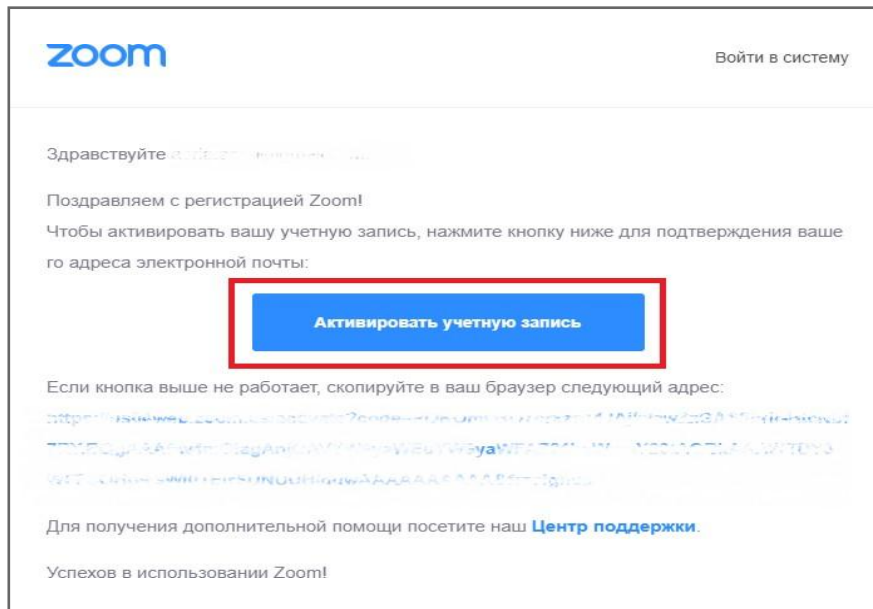 zoom
Войти в систему
Здравствуйте
Поздравляем с регистрацией Zoom!
Чтобы активировать вашу учетную запись, нажмите кнопку ниже для подтверждения ваше
го адреса электронной почты:
Активировать учетную запись
Если кнопка выше не работает, скопируйте в ваш браузер следующий адрес:
Для получения дополнительной помощи посетите наш Центр поддержки.
Успехов в использовании Zoom!